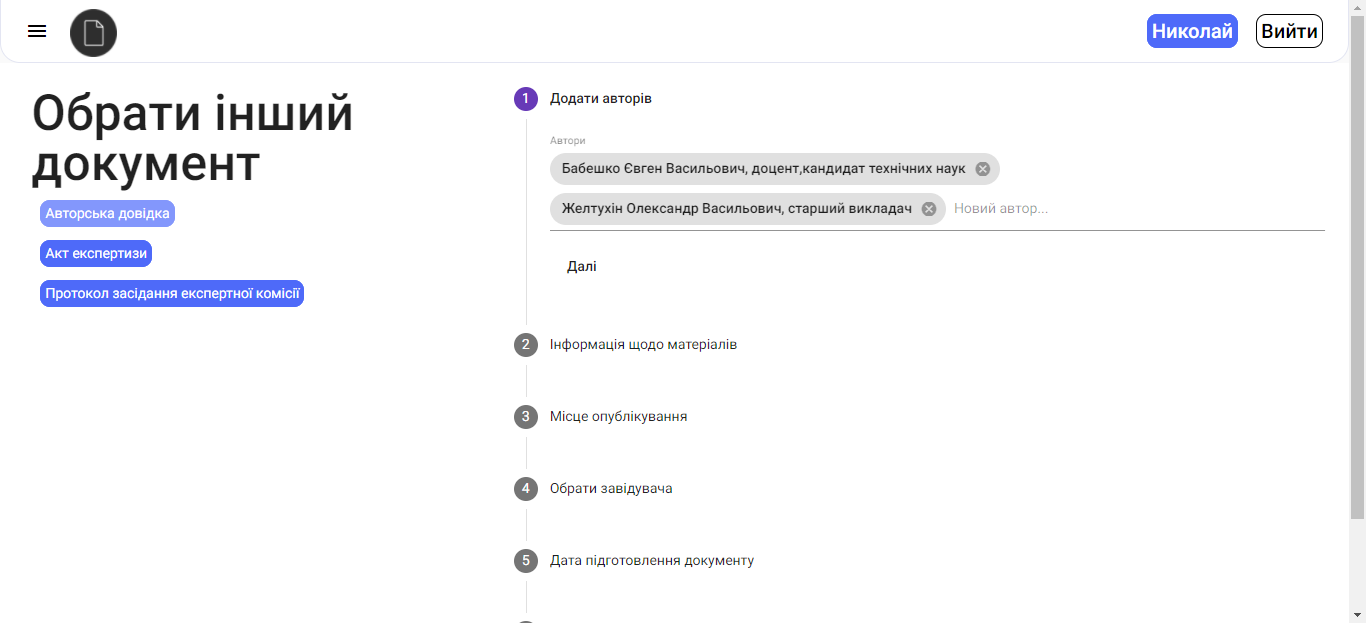 Николай
Вийти
Обрати інший
документ
Авторська довідка
Акт експертизи
Протокол засідання експертної комісії
1 Додати авторів
Автори
Бабешко Євген Васильович, доцент,кандидат технічних наук
Желтухін Олександр Васильович, старший викладач
Новий автор...
Далі
2 Інформація щодо матеріалів
3 Місце опублікування
4 Обрати завідувача
5 Дата підготовлення документу